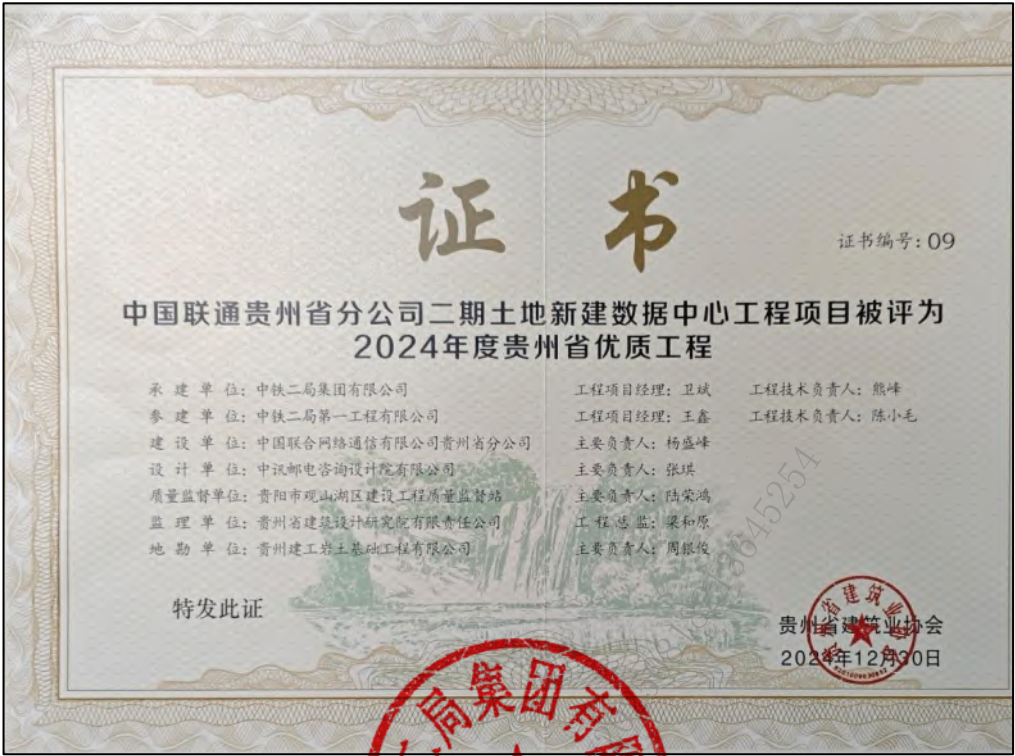 证书
证书编号：09
中国联通贵州省分公司二期土地新建数据中心工程项目被评为
2024年度贵州省优质工程
承建单位：中铁二局集团有限公司 工程项目经理：卫斌 工程技术负责人：熊峰
参建单位：中铁二局第一工程有限公司 工程项目经理：王鑫 工程技术负责人：陈小毛
建设单位：中国联合网络通信有限公司贵州省分公司 主要负责人：杨盛峰
设计单位：中讯邮电咨询设计院有限公司 主要负责人：张琪
质量监督单位：贵阳市观山湖区建设工程质量监督站 主要负责人：陆荣鸿
监理单位：贵州省建筑设计研究院有限责任公司 工程总监：梁和原
地勘单位：贵州建工岩土基础工程有限公司 主要负责人：周银俊
特发此证
贵州省建筑业协会
2024年12月30日
局集团有